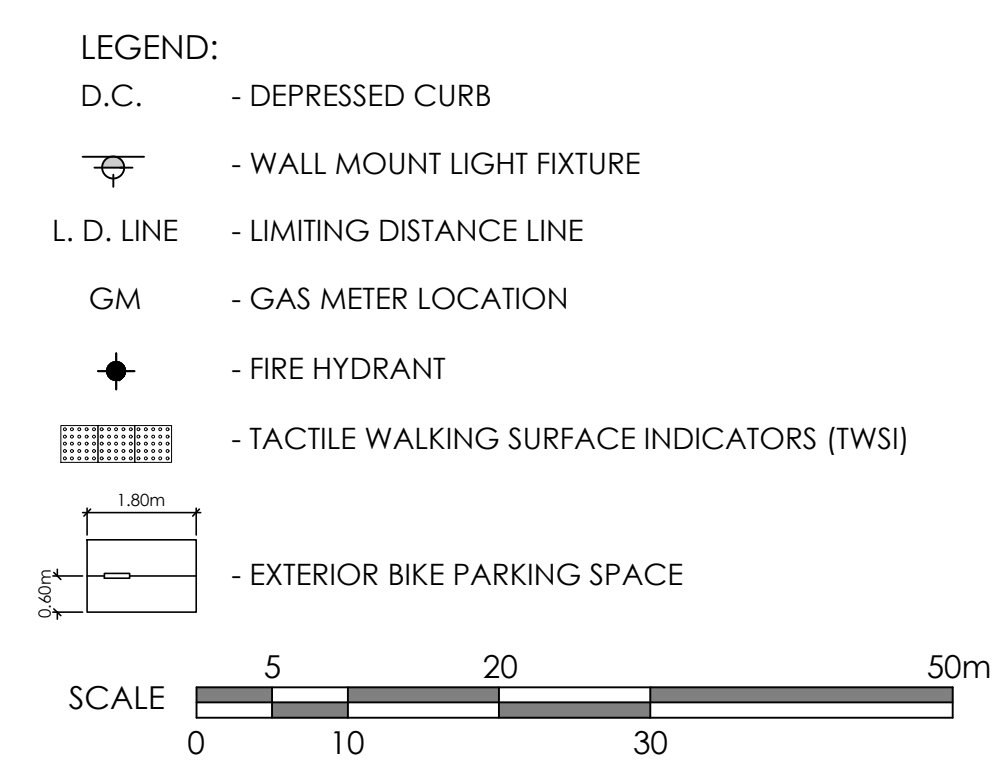 LEGEND:
D.C. - DEPRESSED CURB
- WALL MOUNT LIGHT FIXTURE
L. D. LINE - LIMITING DISTANCE LINE
GM - GAS METER LOCATION
- FIRE HYDRANT
- TACTILE WALKING SURFACE INDICATORS (TWSI)
1.80m
0.60m
- EXTERIOR BIKE PARKING SPACE
5 20 50m
SCALE
0 10 30